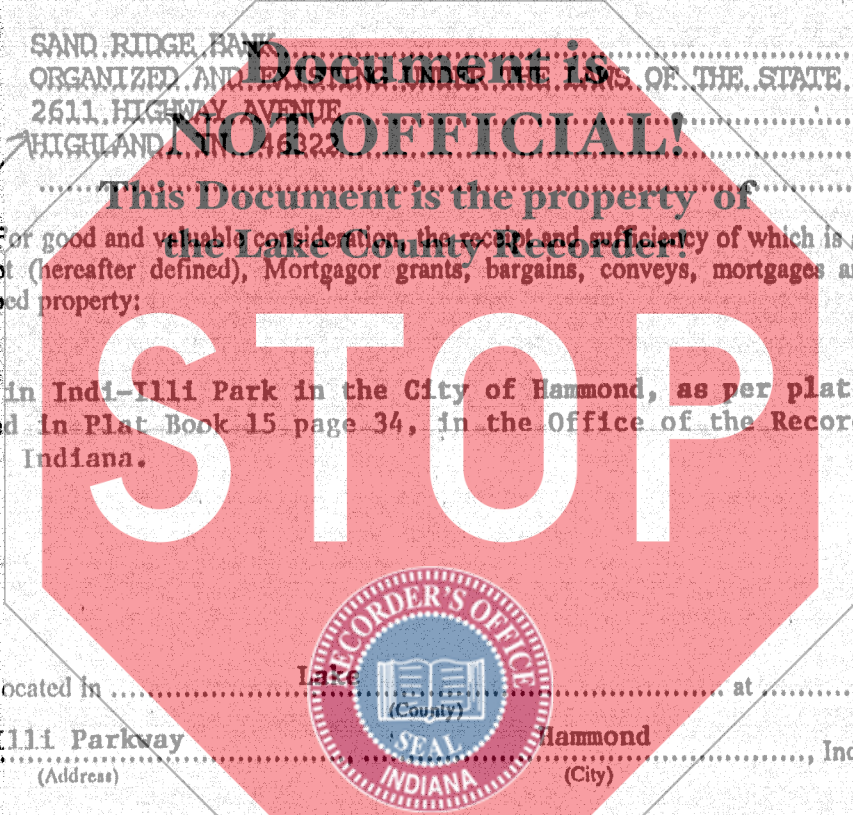 SAND RIDGE BANK
Document is
ORGANIZED AND EXISTING UNDER THE LAWS OF THE STATE
2611 HIGHWAY AVENUE
NOT OFFICIAL!
HIGHLAND, IN 46322
This Document is the property of
the Lake County Recorder!
or good and valuable consideration, the receipt and sufficiency of which is
(hereafter defined), Mortgagor grants, bargains, conveys, mortgages
ed property:
STOP
in Indi-Illi Park in the City of Hammond, as per plat
in Plat Book 15 page 34, in the Office of the Recor
Indiana.
RECORDER'S OFFICE
SEAL
INDIANA
ocated in Lake at
(County)
illi Parkway, Hammond, Ind
(Address) (City)